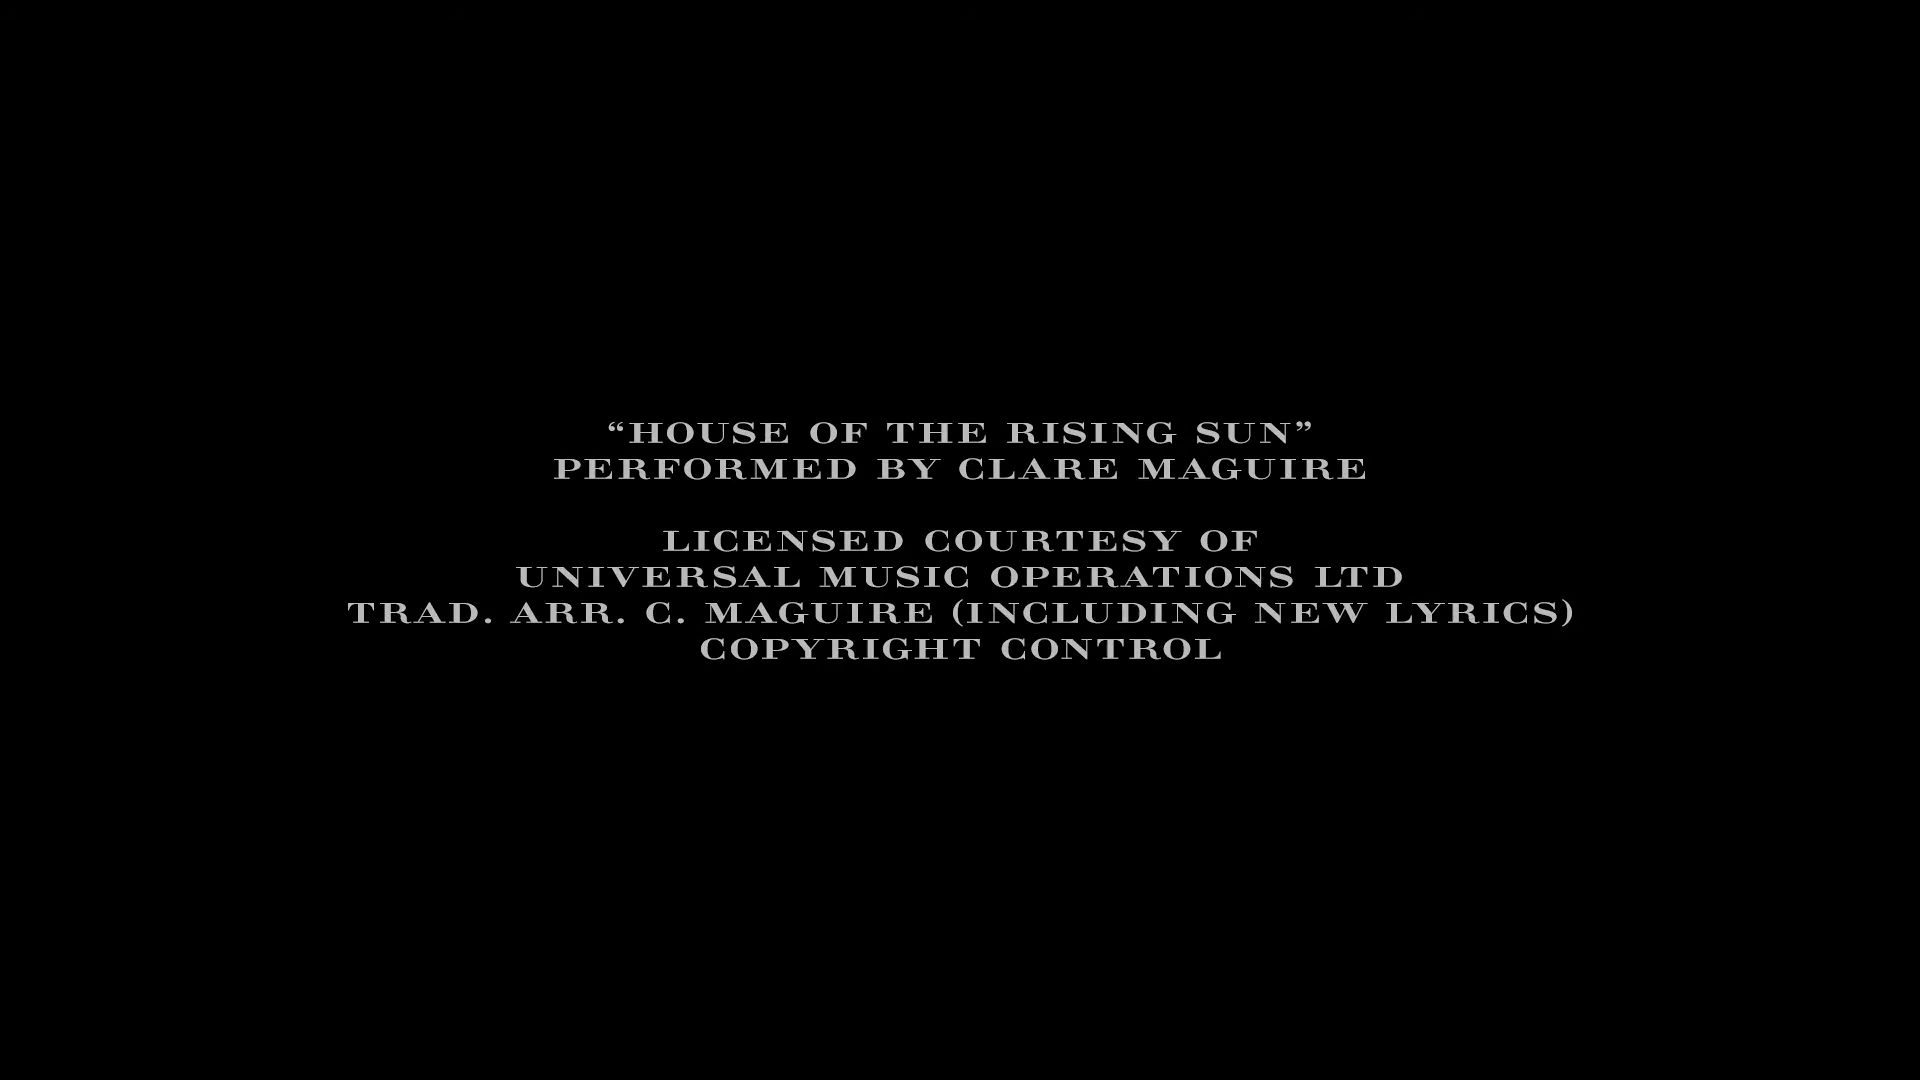 “HOUSE OF THE RISING SUN”
PERFORMED BY CLARE MAGUIRE
LICENSED COURTESY OF
UNIVERSAL MUSIC OPERATIONS LTD
TRAD. ARR. C. MAGUIRE (INCLUDING NEW LYRICS)
COPYRIGHT CONTROL